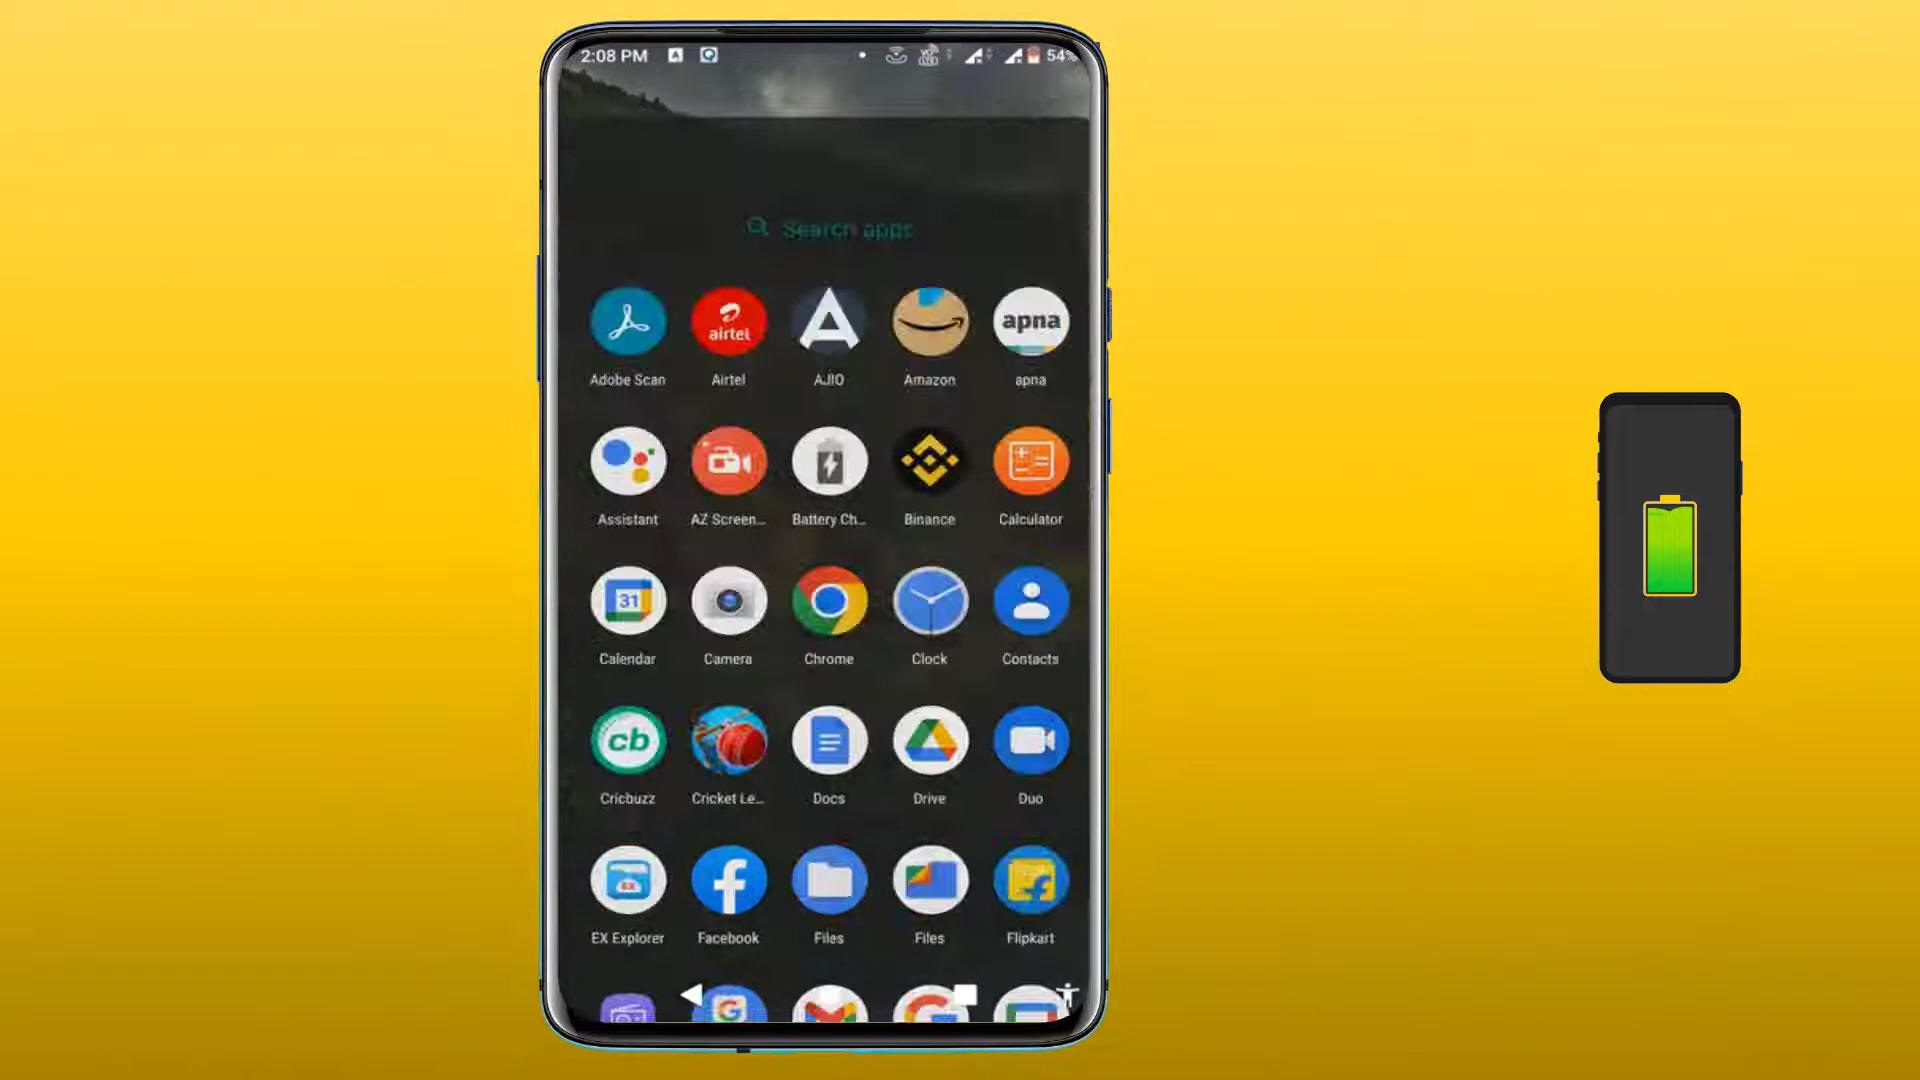 2:08 PM 54%
Search apps
airtel
apna
Adobe Scan Airtel AJIO Amazon apna
Assistant AZ Screen... Battery Ch... Binance Calculator
31
Calendar Camera Chrome Clock Contacts
cb
Cricbuzz Cricket Le... Docs Drive Duo
EX
EX Explorer Facebook Files Files Flipkart